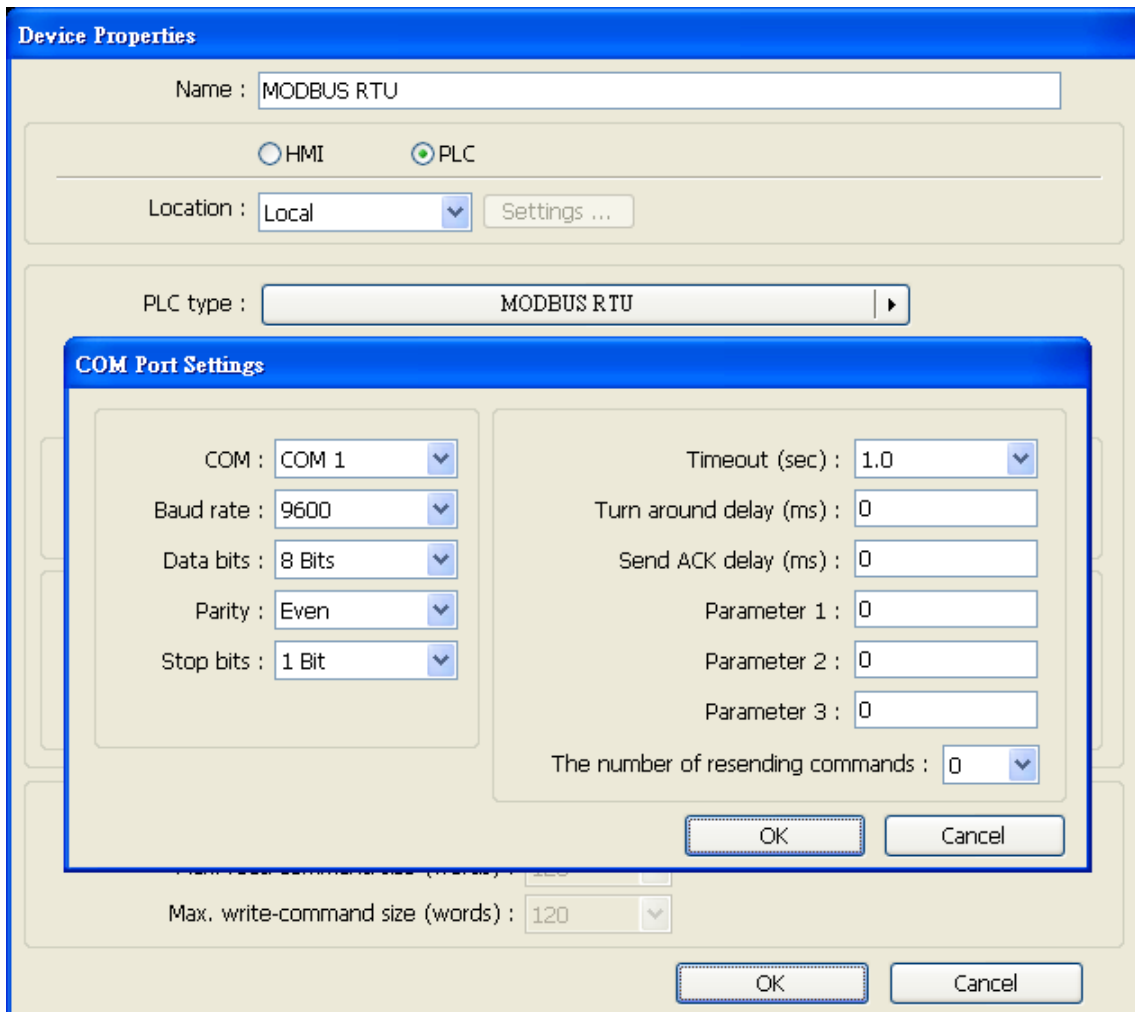 Device Properties
Name : MODBUS RTU
HMI PLC
Location : Local Settings ...
PLC type : MODBUS RTU
COM Port Settings
COM : COM 1
Baud rate : 9600
Data bits : 8 Bits
Parity : Even
Stop bits : 1 Bit
Timeout (sec) : 1.0
Turn around delay (ms) : 0
Send ACK delay (ms) : 0
Parameter 1 : 0
Parameter 2 : 0
Parameter 3 : 0
The number of resending commands : 0
OK Cancel
Max. write-command size (words) : 120
OK Cancel